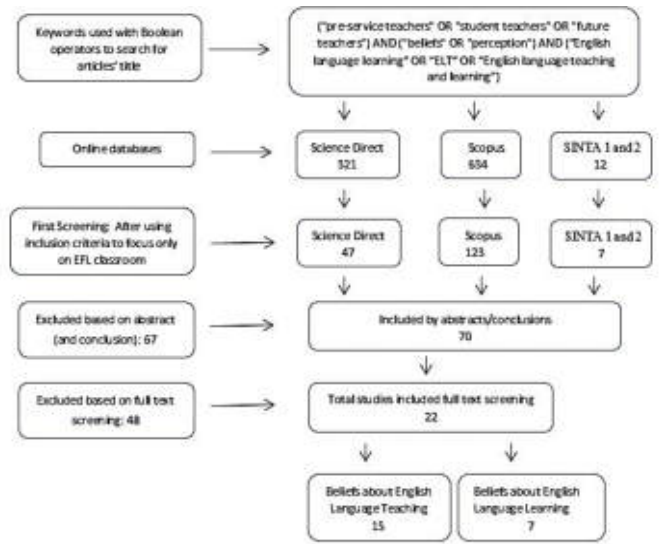 Keywords used with Boolean
operators to search for
articles' title
("pre-service teachers" OR "student teachers" OR "future
teachers") AND ("beliefs" OR "perception") AND ("English
language learning" OR "ELT" OR "English language teaching
and learning")
Online databases
Science Direct
321
Scopus
634
SINTA 1 and 2
12
First Screening: After using
inclusion criteria to focus only
on EFL classroom
Science Direct
47
Scopus
123
SINTA 1 and 2
7
Excluded based on abstract
(and conclusion): 67
Included by abstracts/conclusions
70
Excluded based on full text
screening: 48
Total studies included full text screening
22
Beliefs about English
Language Teaching
15
Beliefs about English
Language Learning
7